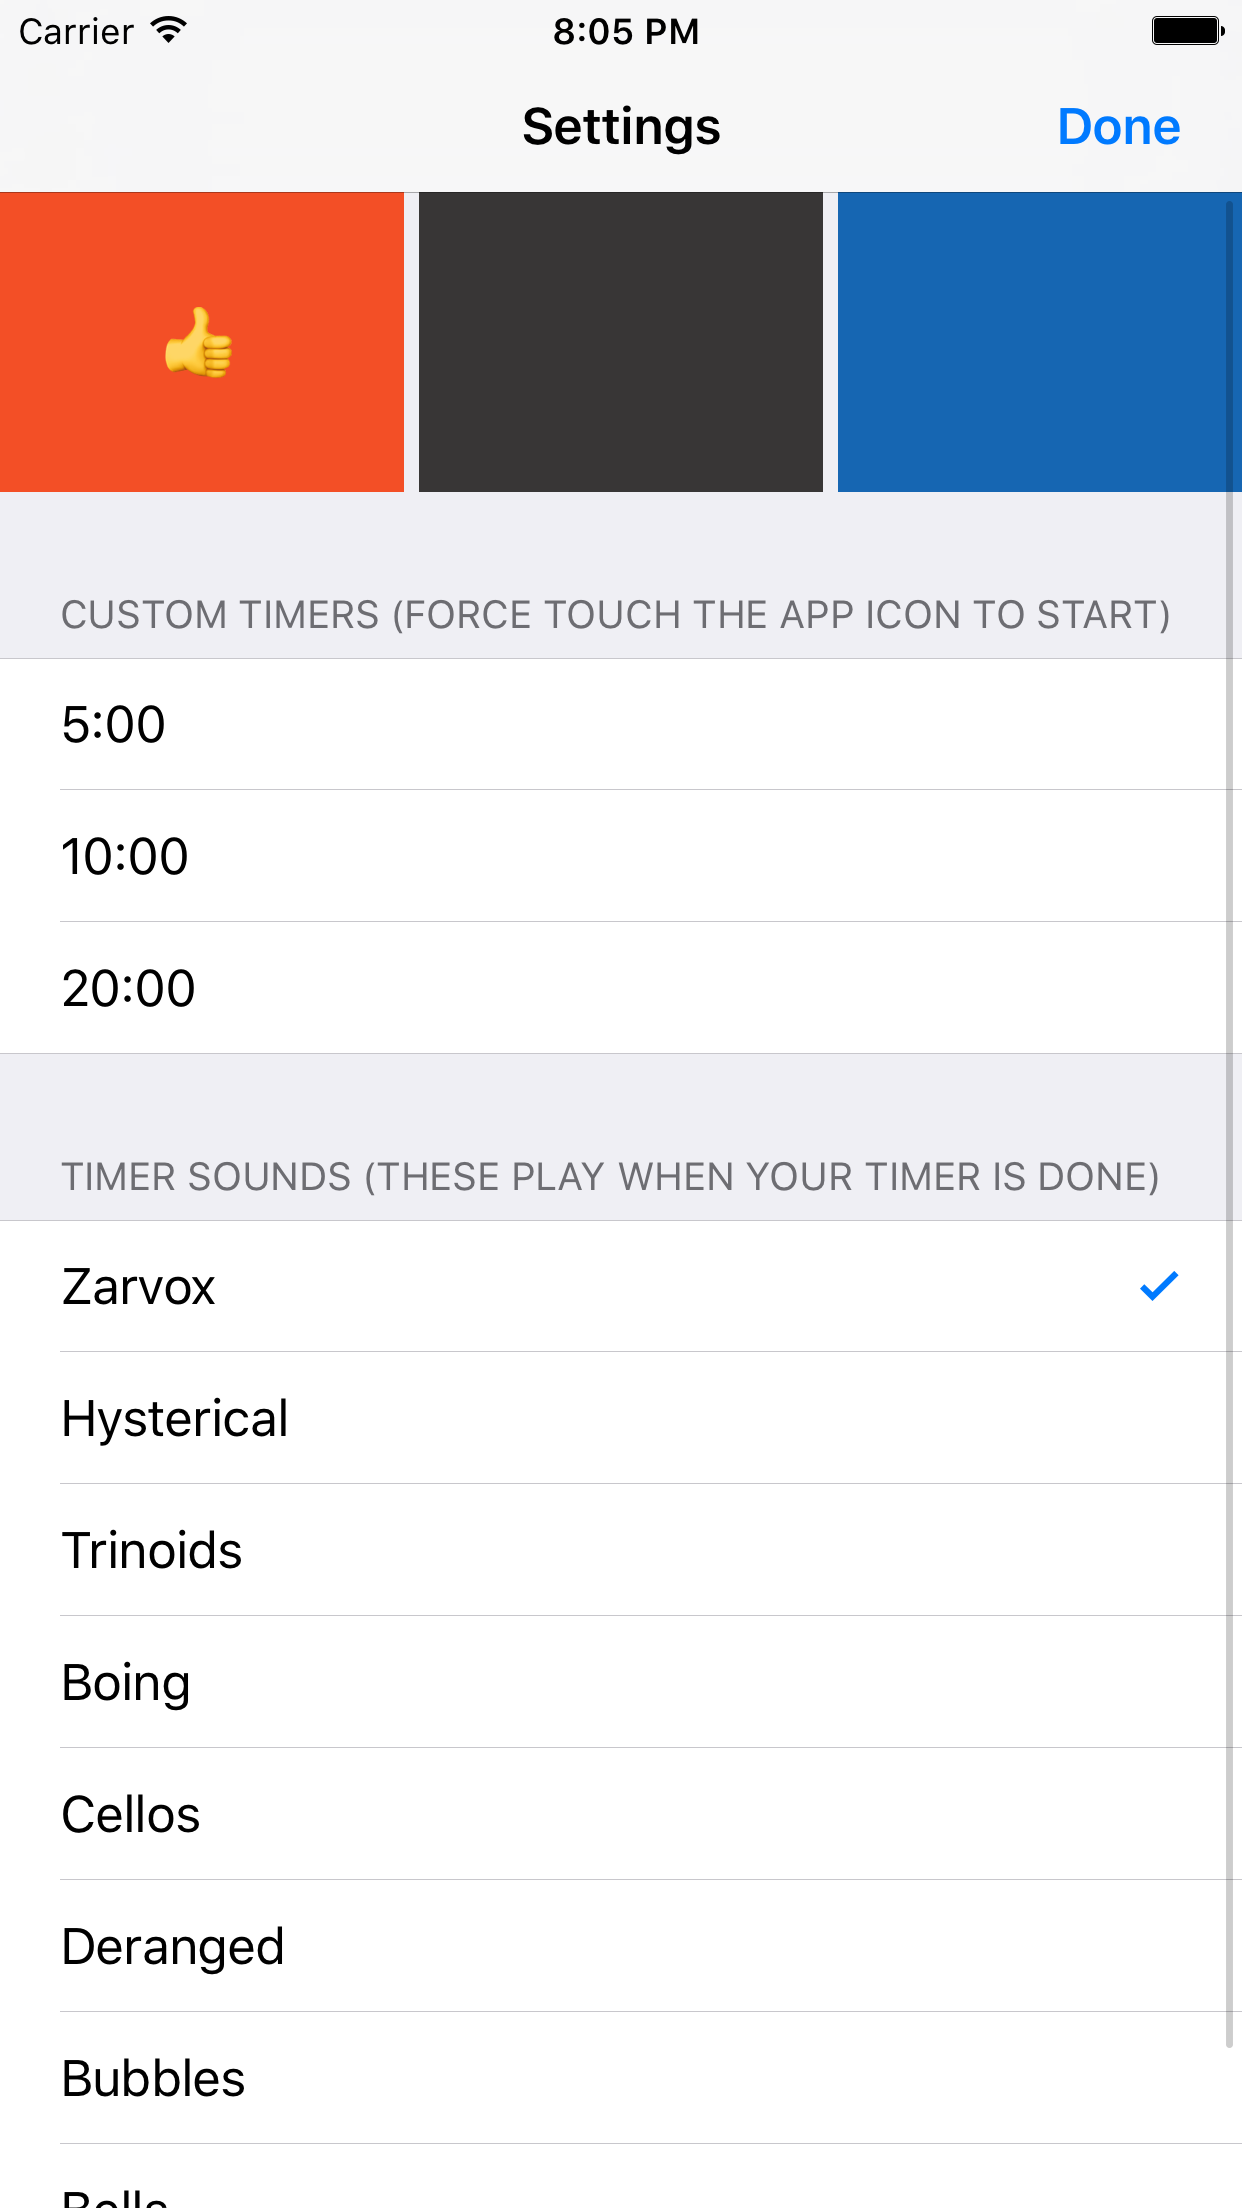 Carrier 8:05 PM
Settings Done
CUSTOM TIMERS (FORCE TOUCH THE APP ICON TO START)
5:00
10:00
20:00
TIMER SOUNDS (THESE PLAY WHEN YOUR TIMER IS DONE)
Zarvox
Hysterical
Trinoids
Boing
Cellos
Deranged
Bubbles
Bells